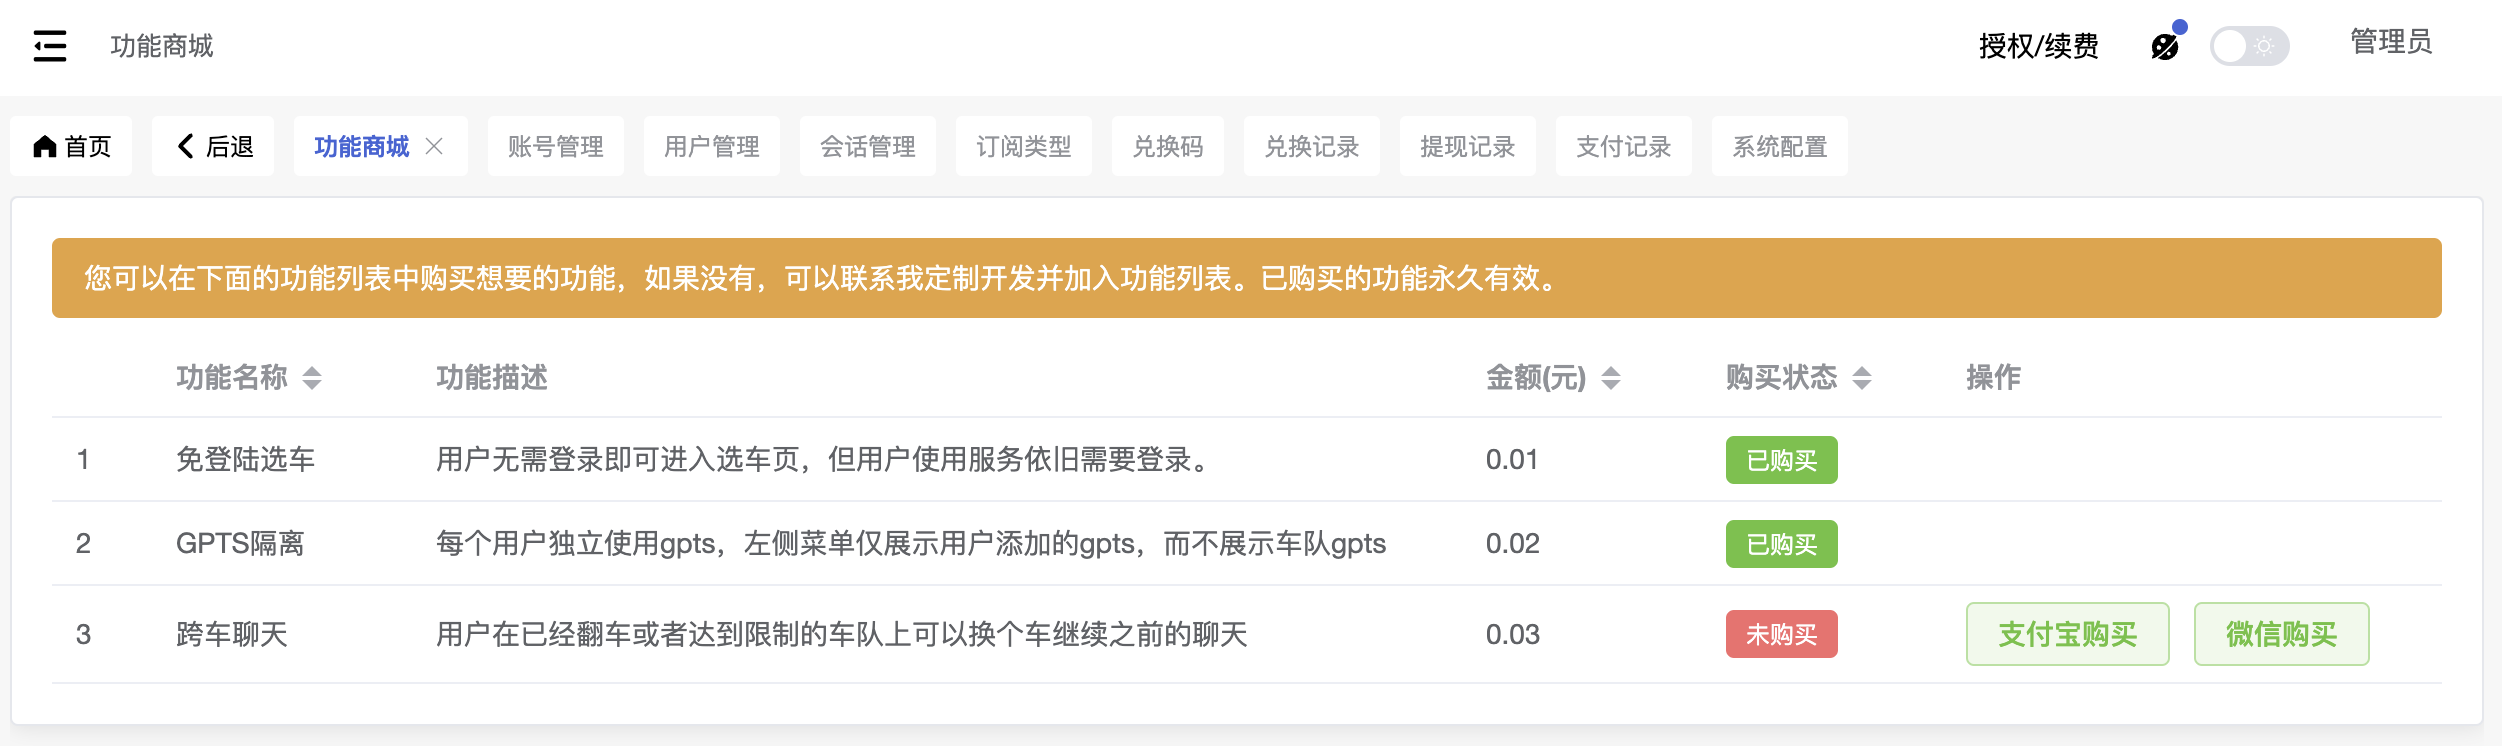 功能商城
授权/续费
管理员
首页
后退
功能商城
账号管理
用户管理
会话管理
订阅类型
兑换码
兑换记录
提现记录
支付记录
系统配置
您可以在下面的功能列表中购买想要的功能，如果没有，可以联系我定制开发并加入功能列表。已购买的功能永久有效。
功能名称 功能描述 金额(元) 购买状态 操作
1 免登陆选车 用户无需登录即可进入选车页，但用户使用服务依旧需要登录。 0.01 已购买
2 GPTS隔离 每个用户独立使用gpts，左侧菜单仅展示用户添加的gpts，而不展示车队gpts 0.02 已购买
3 跨车聊天 用户在已经翻车或者达到限制的车队上可以换个车继续之前的聊天 0.03 未购买 支付宝购买 微信购买